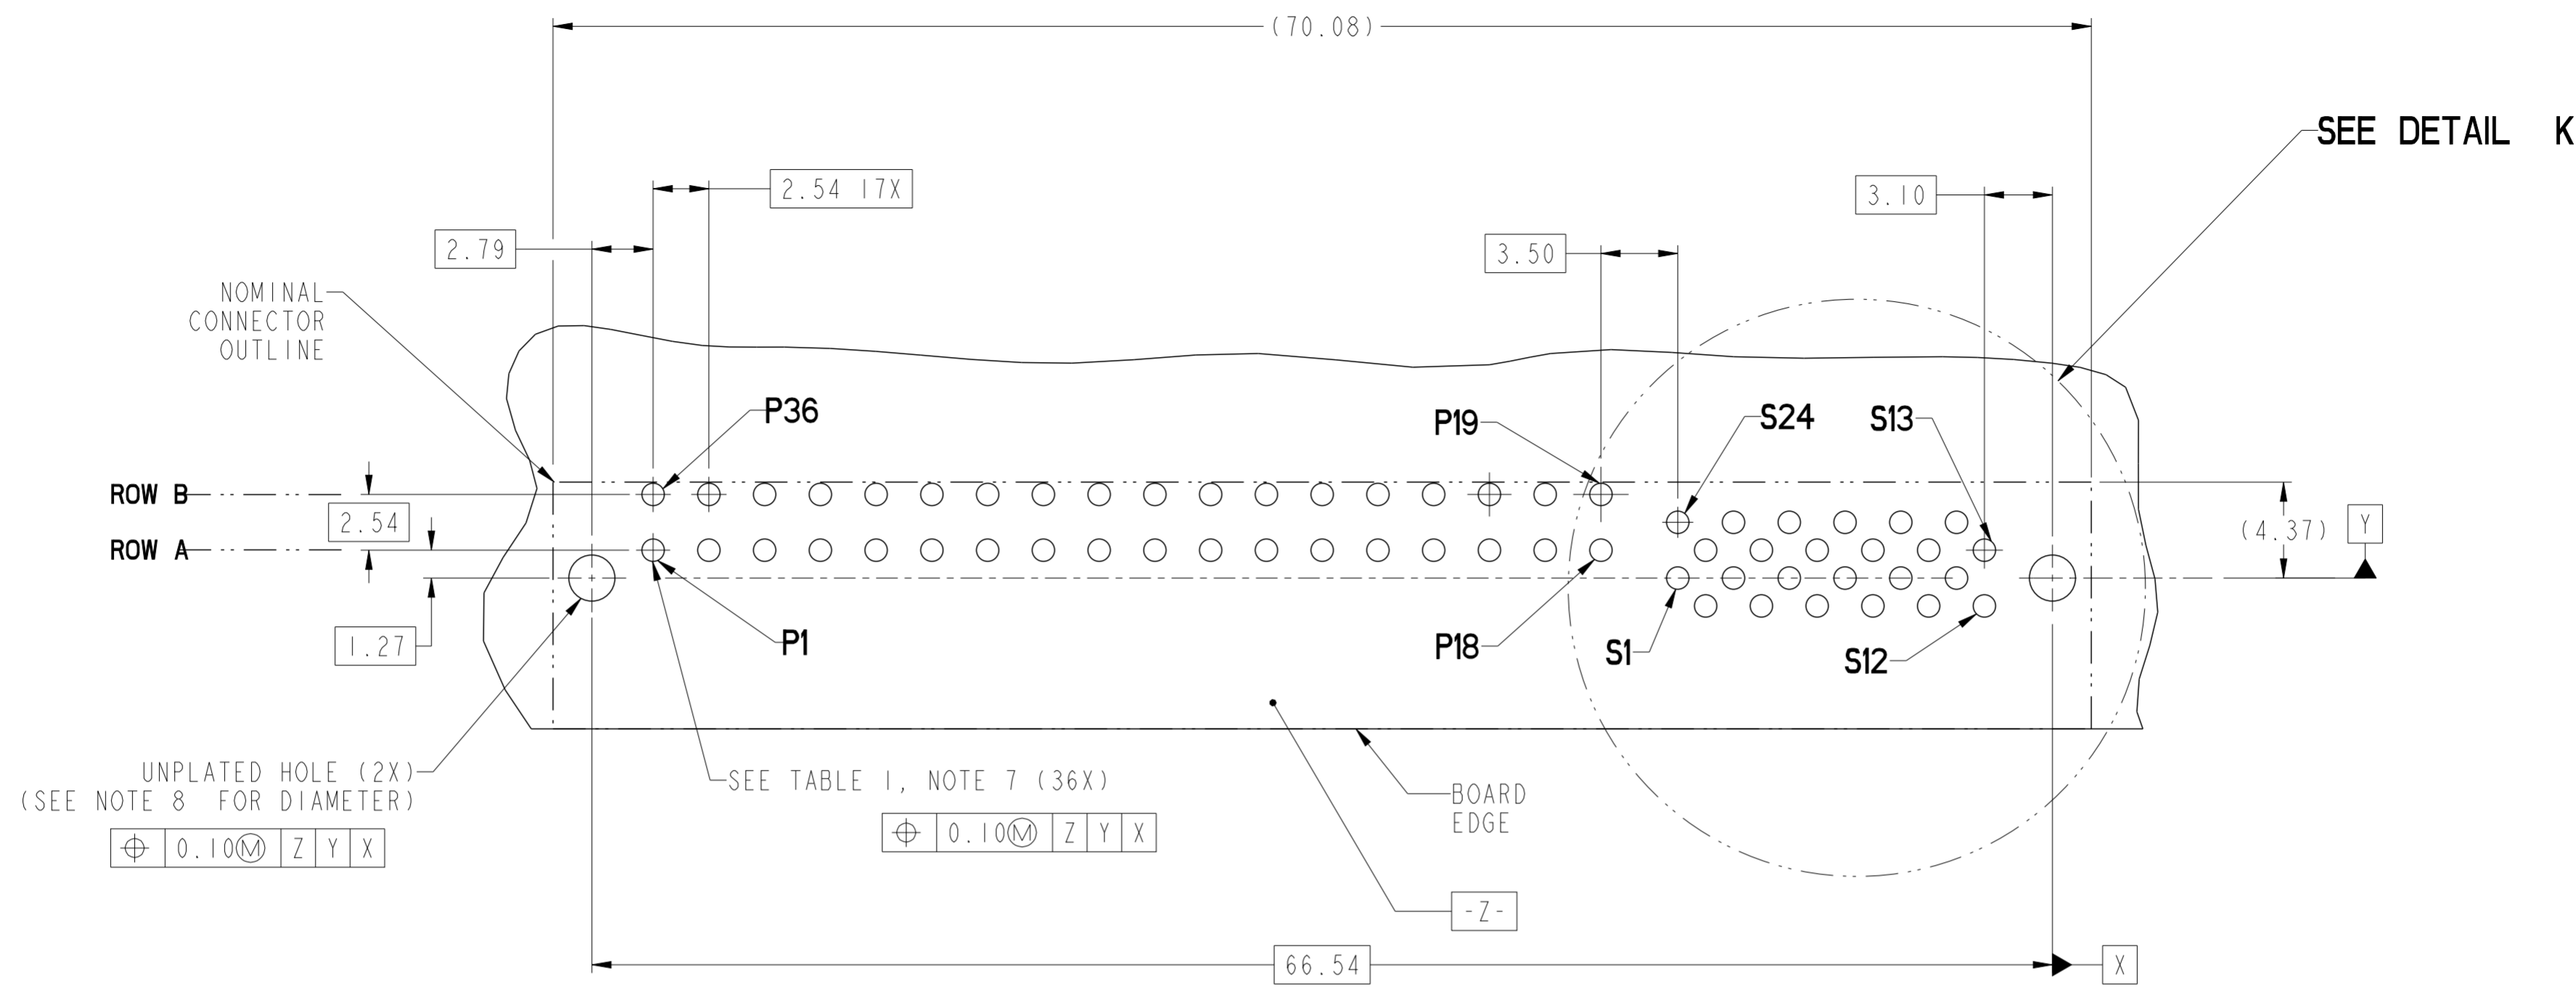 (70.08)
SEE DETAIL K
2.54 17X
3.10
2.79
3.50
NOMINAL
CONNECTOR
OUTLINE
P36
P19
S24
S13
ROW B
2.54
ROW A
(4.37)
Y
1.27
P1
P18
S1
S12
UNPLATED HOLE (2X)
(SEE NOTE 8 FOR DIAMETER)
⌖ 0.10Ⓜ Z Y X
SEE TABLE 1, NOTE 7 (36X)
⌖ 0.10Ⓜ Z Y X
BOARD
EDGE
-Z-
66.54
X